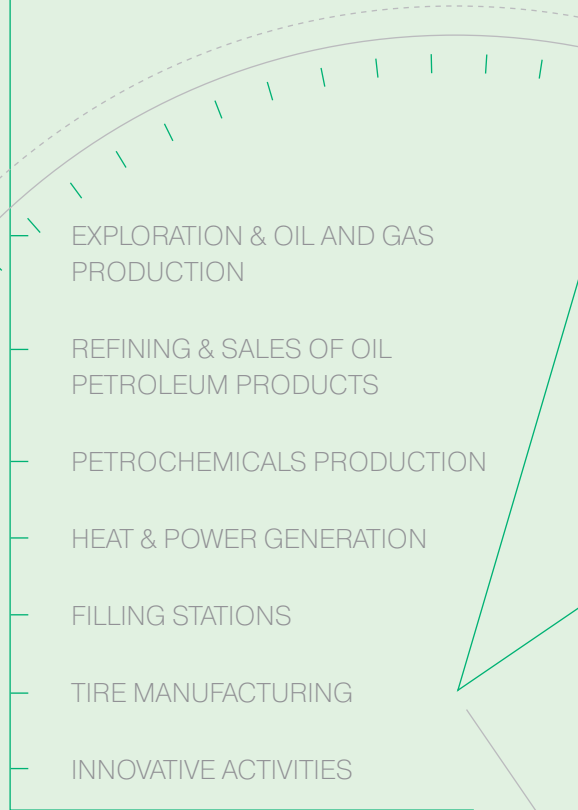 EXPLORATION & OIL AND GAS
PRODUCTION
REFINING & SALES OF OIL
PETROLEUM PRODUCTS
PETROCHEMICALS PRODUCTION
HEAT & POWER GENERATION
FILLING STATIONS
TIRE MANUFACTURING
INNOVATIVE ACTIVITIES